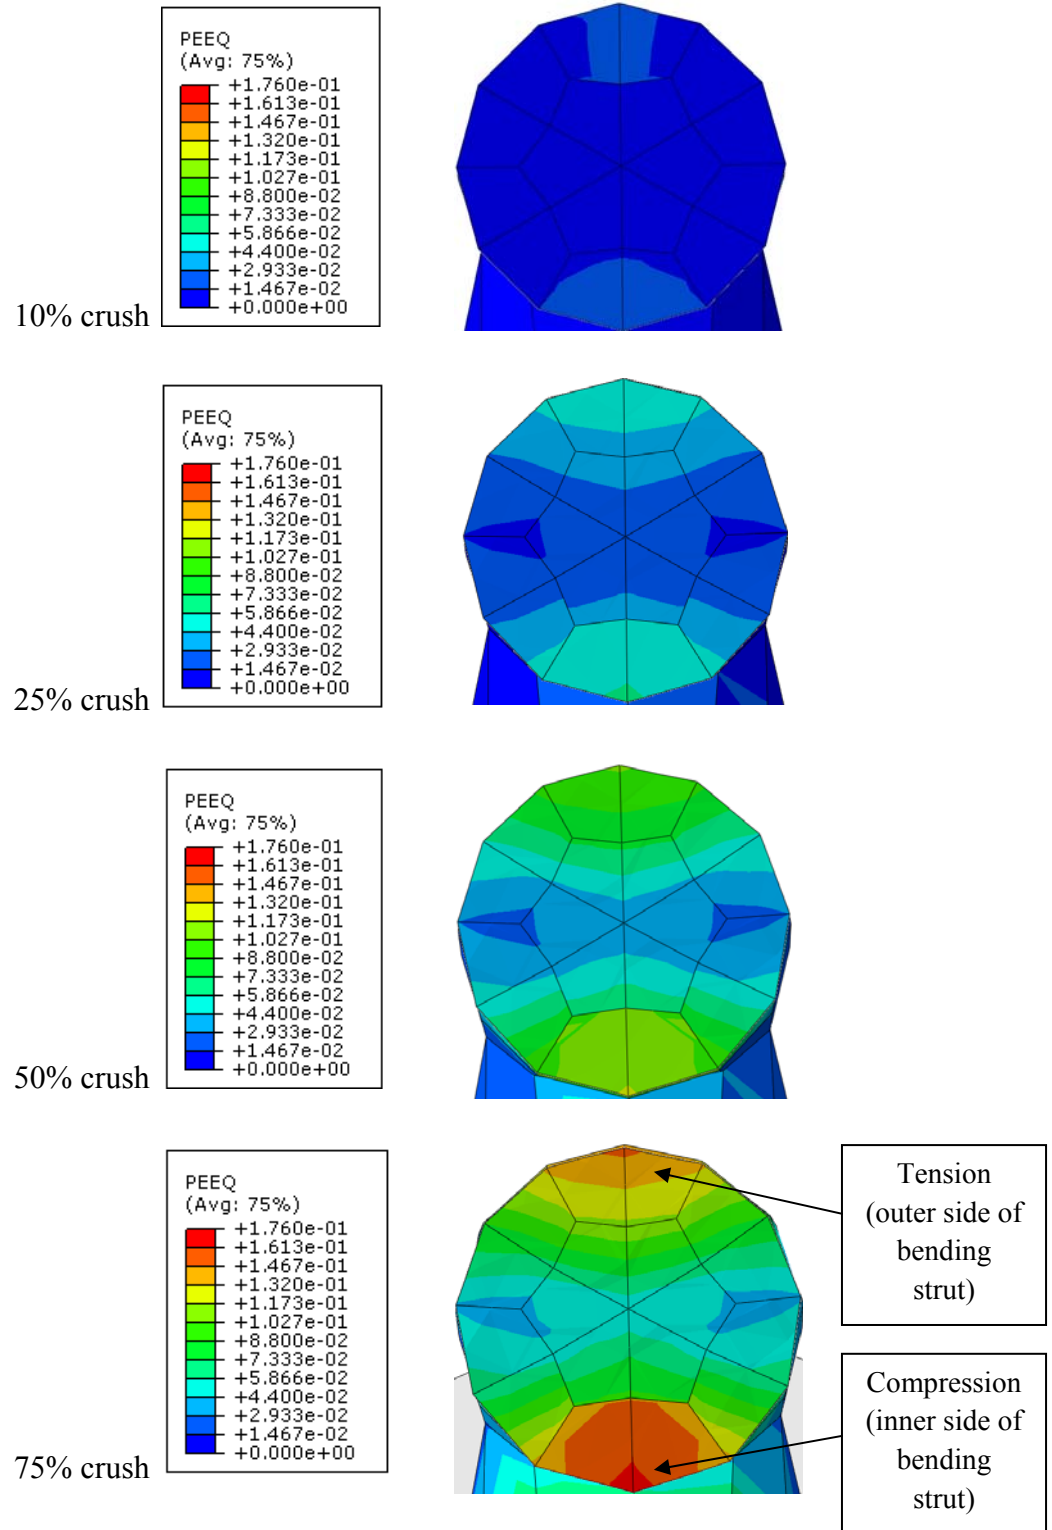 PEEQ
(Avg: 75%)
+1.760e-01
+1.613e-01
+1.467e-01
+1.320e-01
+1.173e-01
+1.027e-01
+8.800e-02
+7.333e-02
+5.866e-02
+4.400e-02
+2.933e-02
+1.467e-02
+0.000e+00
10% crush
PEEQ
(Avg: 75%)
+1.760e-01
+1.613e-01
+1.467e-01
+1.320e-01
+1.173e-01
+1.027e-01
+8.800e-02
+7.333e-02
+5.866e-02
+4.400e-02
+2.933e-02
+1.467e-02
+0.000e+00
25% crush
PEEQ
(Avg: 75%)
+1.760e-01
+1.613e-01
+1.467e-01
+1.320e-01
+1.173e-01
+1.027e-01
+8.800e-02
+7.333e-02
+5.866e-02
+4.400e-02
+2.933e-02
+1.467e-02
+0.000e+00
50% crush
PEEQ
(Avg: 75%)
+1.760e-01
+1.613e-01
+1.467e-01
+1.320e-01
+1.173e-01
+1.027e-01
+8.800e-02
+7.333e-02
+5.866e-02
+4.400e-02
+2.933e-02
+1.467e-02
+0.000e+00
75% crush
Tension
(outer side of
bending
strut)
Compression
(inner side of
bending
strut)